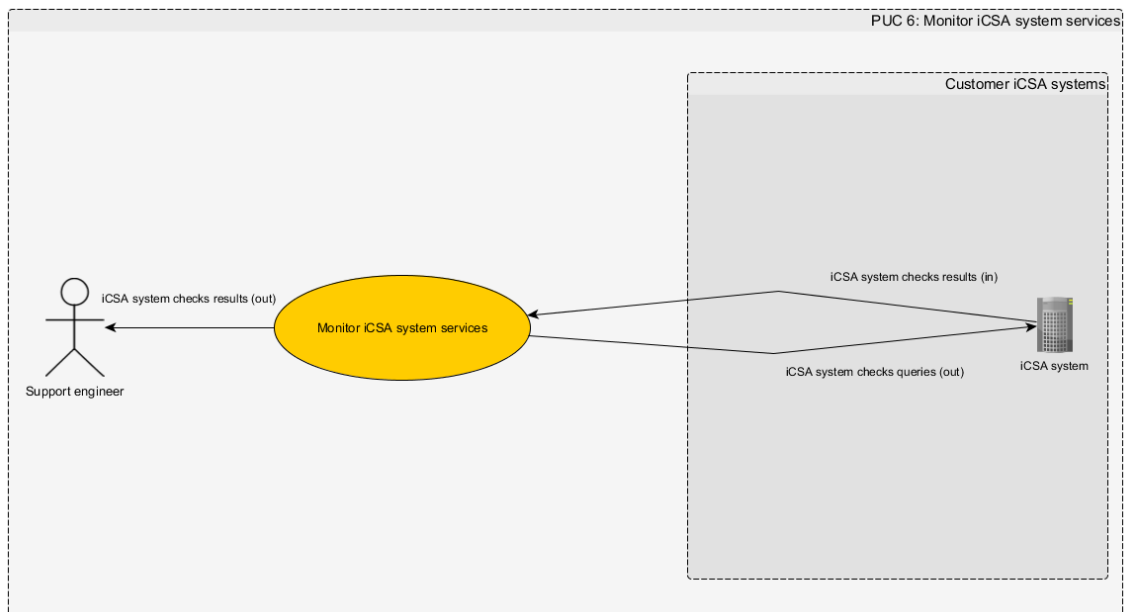 PUC 6: Monitor iCSA system services
Customer iCSA systems
iCSA system checks results (in)
iCSA system checks results (out)
Monitor iCSA system services
iCSA system checks queries (out)
iCSA system
Support engineer